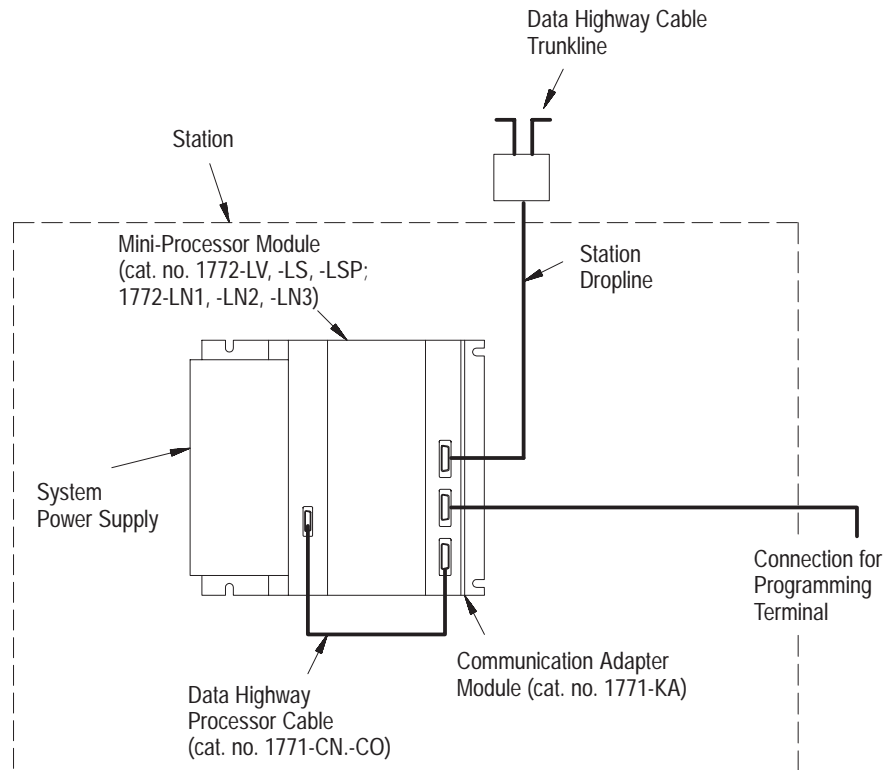 Data Highway Cable
Trunkline
Station
Mini-Processor Module
(cat. no. 1772-LV, -LS, -LSP;
1772-LN1, -LN2, -LN3)
Station
Dropline
System
Power Supply
Connection for
Programming
Terminal
Communication Adapter
Module (cat. no. 1771-KA)
Data Highway
Processor Cable
(cat. no. 1771-CN.-CO)